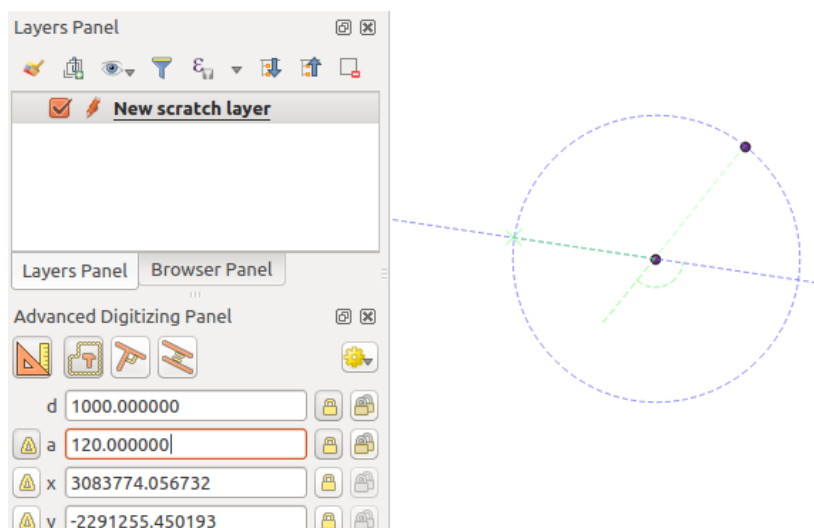 Layers Panel
New scratch layer
Layers Panel
Browser Panel
Advanced Digitizing Panel
d 1000.000000
a 120.000000
x 3083774.056732
y -2291255.450193